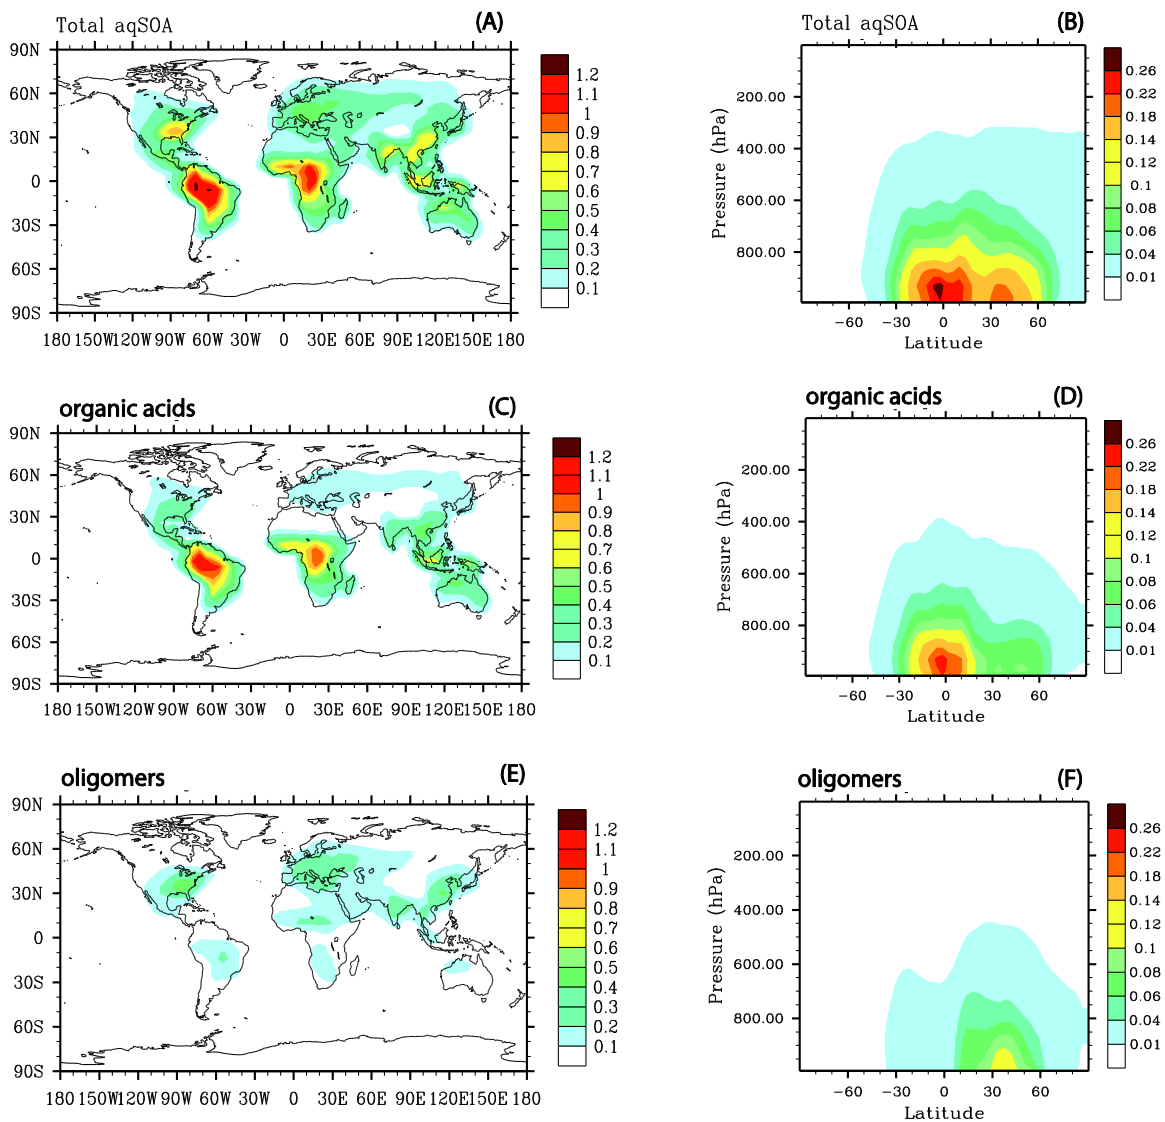 Total aqSOA (A)
90N
60N
30N
0
30S
60S
90S
180 150W 120W 90W 60W 30W 0 30E 60E 90E 120E 150E 180
1.2
1.1
1
0.9
0.8
0.7
0.6
0.5
0.4
0.3
0.2
0.1
Total aqSOA (B)
Pressure (hPa)
200.00
400.00
600.00
800.00
−60 −30 0 30 60
Latitude
0.26
0.22
0.18
0.14
0.12
0.1
0.08
0.06
0.04
0.01
organic acids (C)
90N
60N
30N
0
30S
60S
90S
180 150W 120W 90W 60W 30W 0 30E 60E 90E 120E 150E 180
1.2
1.1
1
0.9
0.8
0.7
0.6
0.5
0.4
0.3
0.2
0.1
organic acids (D)
Pressure (hPa)
200.00
400.00
600.00
800.00
−60 −30 0 30 60
Latitude
0.26
0.22
0.18
0.14
0.12
0.1
0.08
0.06
0.04
0.01
oligomers (E)
90N
60N
30N
0
30S
60S
90S
180 150W 120W 90W 60W 30W 0 30E 60E 90E 120E 150E 180
1.2
1.1
1
0.9
0.8
0.7
0.6
0.5
0.4
0.3
0.2
0.1
oligomers (F)
Pressure (hPa)
200.00
400.00
600.00
800.00
−60 −30 0 30 60
Latitude
0.26
0.22
0.18
0.14
0.12
0.1
0.08
0.06
0.04
0.01